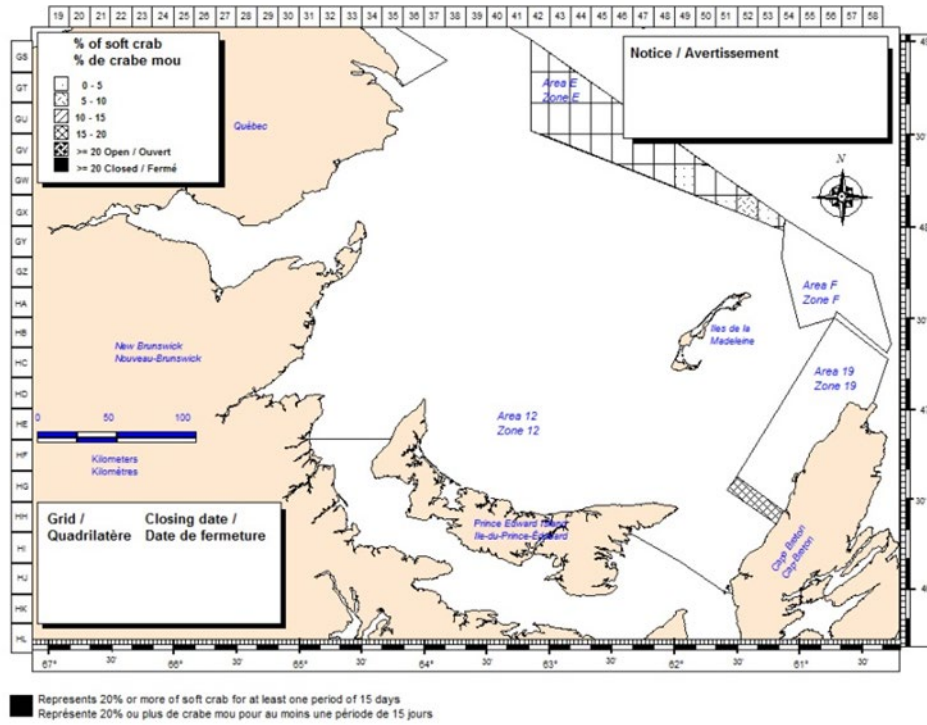 19 20 21 22 23 24 25 26 27 28 29 30 31 32 33 34 35 36 37 38 39 40 41 42 43 44 45 46 47 48 49 50 51 52 53 54 55 56 57 58
GS
GT
GU
GV
GW
GX
GY
GZ
HA
HB
HC
HD
HE
HF
HG
HH
HI
HJ
HK
HL
% of soft crab
% de crabe mou
0 - 5
5 - 10
10 - 15
15 - 20
>= 20 Open / Ouvert
>= 20 Closed / Fermé
Québec
Area E
Zone E
Notice / Avertissement
N
Area F
Zone F
Iles de la
Madeleine
New Brunswick
Nouveau-Brunswick
Area 19
Zone 19
Area 12
Zone 12
0 50 100
Kilometers
Kilomètres
Prince Edward Island
Ile-du-Prince-Édouard
Cape Breton
Cap-Breton
Grid / Closing date /
Quadrilatère Date de fermeture
30'
30'
30'
67° 30' 66° 30' 65° 30' 64° 30' 63° 30' 62° 30' 61° 30'
Represents 20% or more of soft crab for at least one period of 15 days
Représente 20% ou plus de crabe mou pour au moins une période de 15 jours